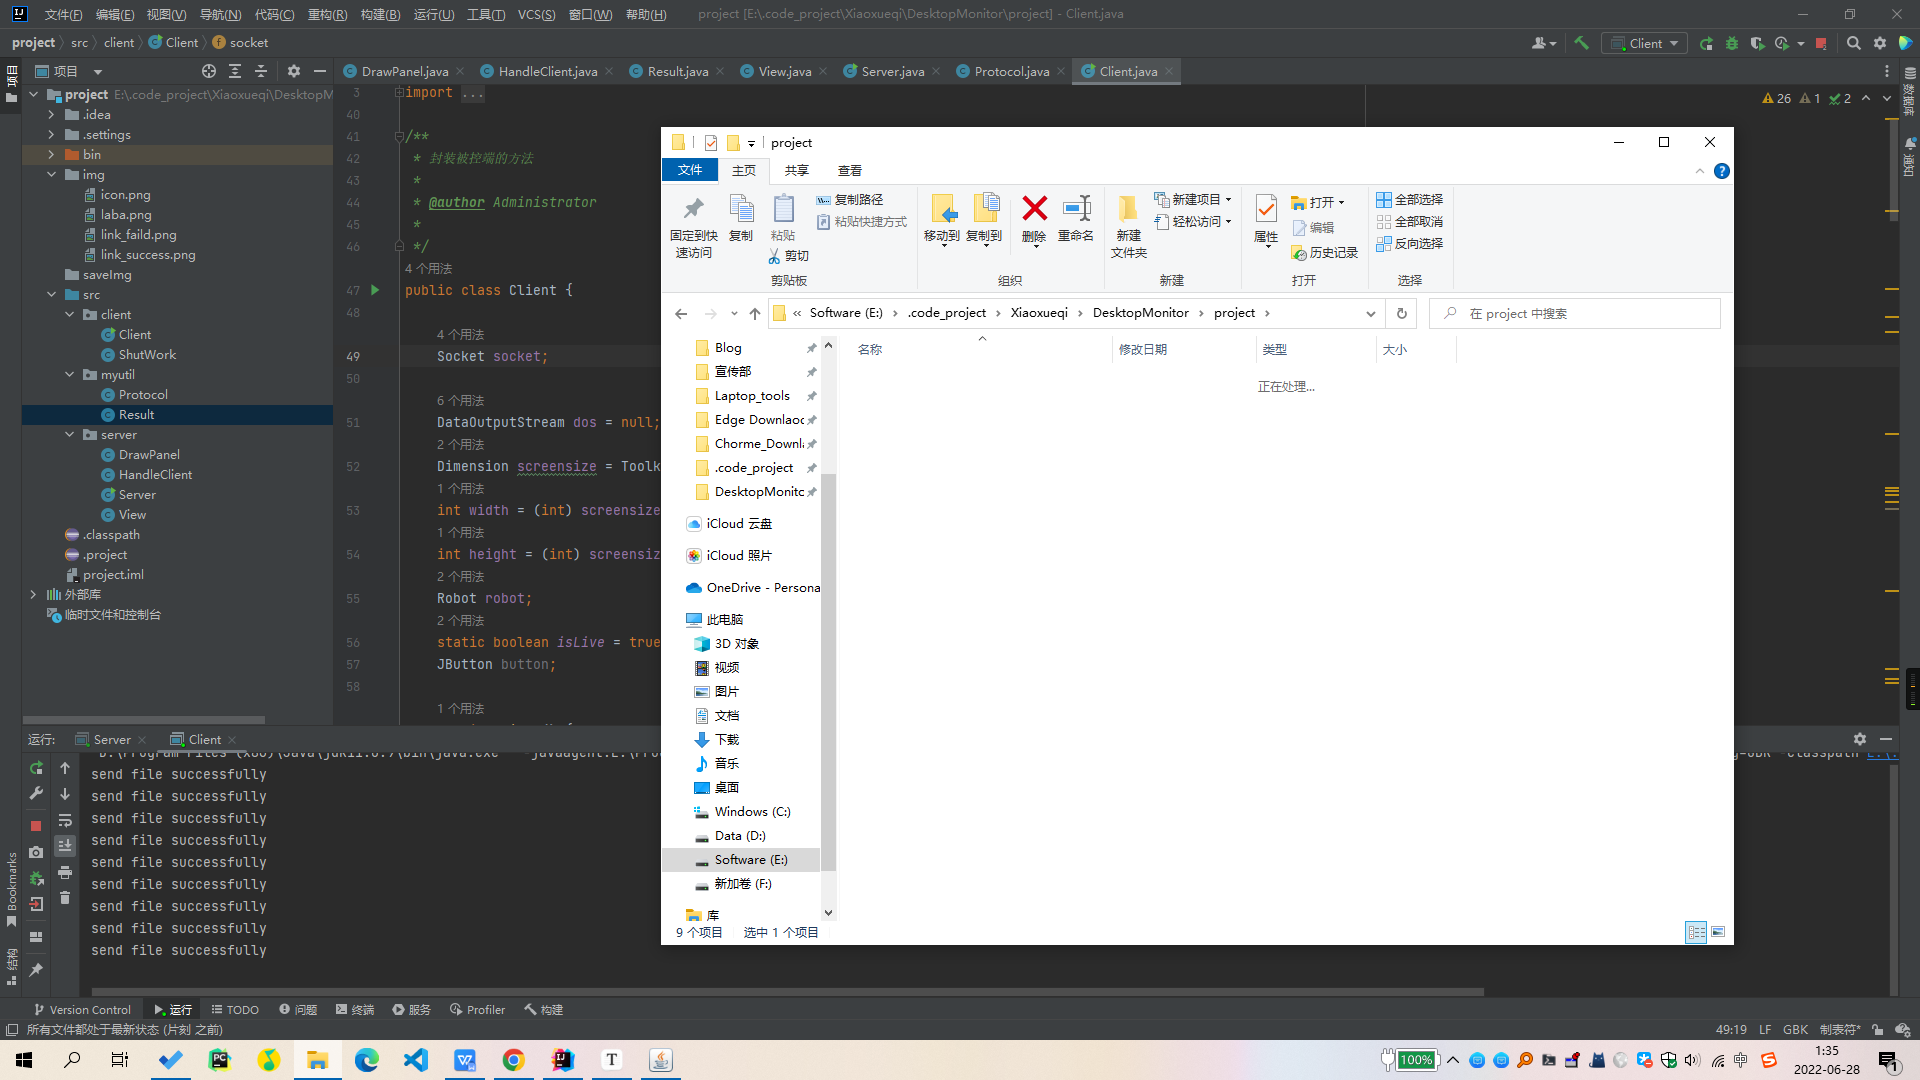 文件(F) 编辑(E) 视图(V) 导航(N) 代码(C) 重构(R) 构建(B) 运行(U) 工具(T) VCS(S) 窗口(W) 帮助(H) project [E:\.code_project\Xiaoxueqi\DesktopMonitor\project] - Client.java
project src client Client socket Client
项目 DrawPanel.java HandleClient.java Result.java View.java Server.java Protocol.java Client.java
project E:\.code_project\Xiaoxueqi\DesktopM
.idea
.settings
bin
img
icon.png
laba.png
link_faild.png
link_success.png
saveImg
src
client
Client
ShutWork
myutil
Protocol
Result
server
DrawPanel
HandleClient
Server
View
.classpath
.project
project.iml
外部库
临时文件和控制台
3 import ...
26 1 2
40
41 /**
42 * 封装被控端的方法
43 *
44 * @author Administrator
45 *
46 */
4 个用法
47 public class Client {
48
4 个用法
49 Socket socket;
50
6 个用法
51 DataOutputStream dos = null;
2 个用法
52 Dimension screensize = Toolk
1 个用法
53 int width = (int) screensize
1 个用法
54 int height = (int) screensiz
2 个用法
55 Robot robot;
2 个用法
56 static boolean isLive = true
57 JButton button;
58
1 个用法
project
文件 主页 共享 查看
固定到快速访问 复制 粘贴 复制路径 粘贴快捷方式 剪切
移动到 复制到 删除 重命名
新建文件夹 新建项目 轻松访问
属性 打开 编辑 历史记录
全部选择 全部取消 反向选择
剪贴板 组织 新建 打开 选择
« Software (E:) .code_project Xiaoxueqi DesktopMonitor project 在 project 中搜索
名称 修改日期 类型 大小
正在处理...
Blog
宣传部
Laptop_tools
Edge Downlaoc
Chorme_Downl
.code_project
DesktopMonitc
iCloud 云盘
iCloud 照片
OneDrive - Persona
此电脑
3D 对象
视频
图片
文档
下载
音乐
桌面
Windows (C:)
Data (D:)
Software (E:)
新加卷 (F:)
库
9 个项目 选中 1 个项目
数据库
通知
项目
Bookmarks
结构
运行: Server Client
send file successfully
send file successfully
send file successfully
send file successfully
send file successfully
send file successfully
send file successfully
send file successfully
send file successfully
Version Control 运行 TODO 问题 终端 服务 Profiler 构建
所有文件都处于最新状态 (片刻 之前) 49:19 LF GBK 制表符*
100% 中 1:35
2022-06-28
1